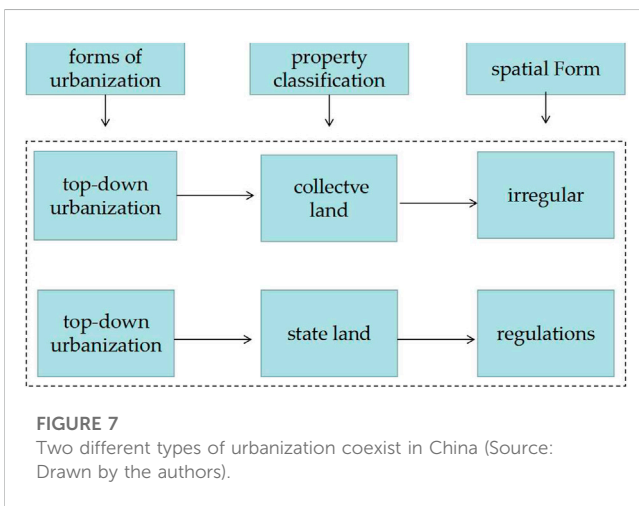 forms of
urbanization
property
classification
spatial Form
top-down
urbanization
collectve
land
irregular
top-down
urbanization
state land
regulations
FIGURE 7
Two different types of urbanization coexist in China (Source:
Drawn by the authors).